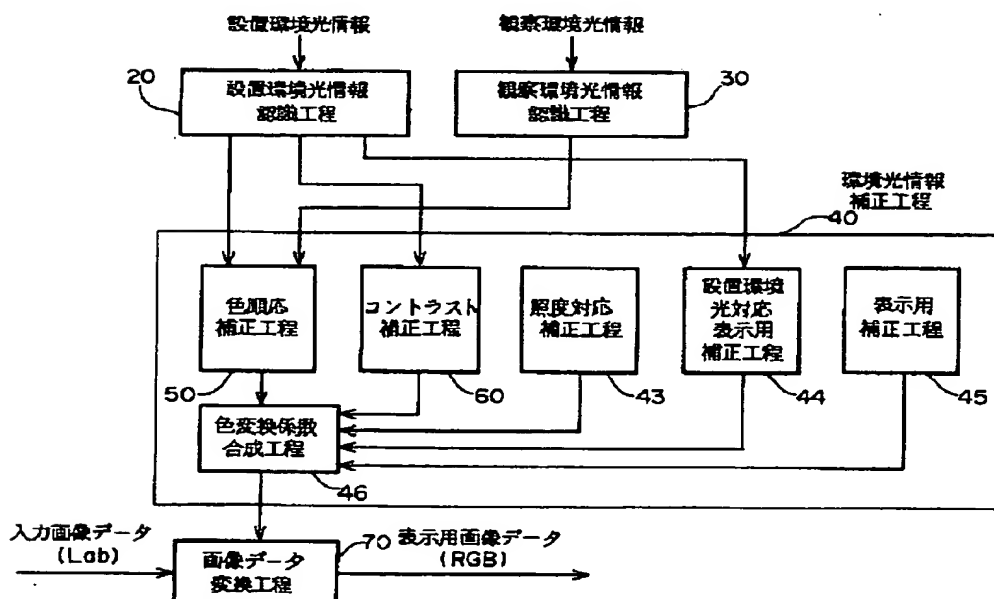 設置環境光情報
観察環境光情報
20
設置環境光情報
認識工程
観察環境光情報
認識工程
30
環境光情報
補正工程
40
色順応
補正工程
コントラスト
補正工程
照度対応
補正工程
設置環境
光対応
表示用
補正工程
表示用
補正工程
50
60
43
44
45
色変換係数
合成工程
46
入力画像データ
(Lab)
画像データ
変換工程
70
表示用画像データ
(RGB)